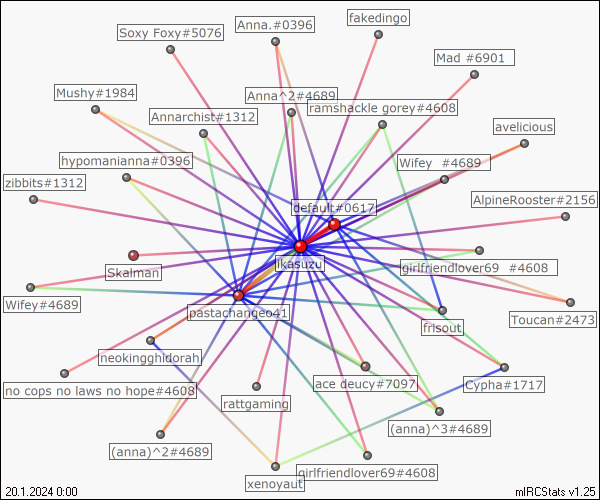 fakedingo
Anna.#0396
Soxy Foxy#5076
Mad #6901
Mushy#1984
Anna^2#4689
ramshackle gorey#4608
Annarchist#1312
avelicious
hypomanianna#0396
Wifey #4689
zibbits#1312
AlpineRooster#2156
default#0617
ikasuzu
girlfriendlover69 #4608
Skalman
Wifey#4689
pastachangeo41
Toucan#2473
frisout
neokingghidorah
no cops no laws no hope#4608
ace deucy#7097
Cypha#1717
rattgaming
(anna)^3#4689
(anna)^2#4689
girlfriendlover69#4608
xenoyaut
20.1.2024 0:00
mIRCStats v1.25